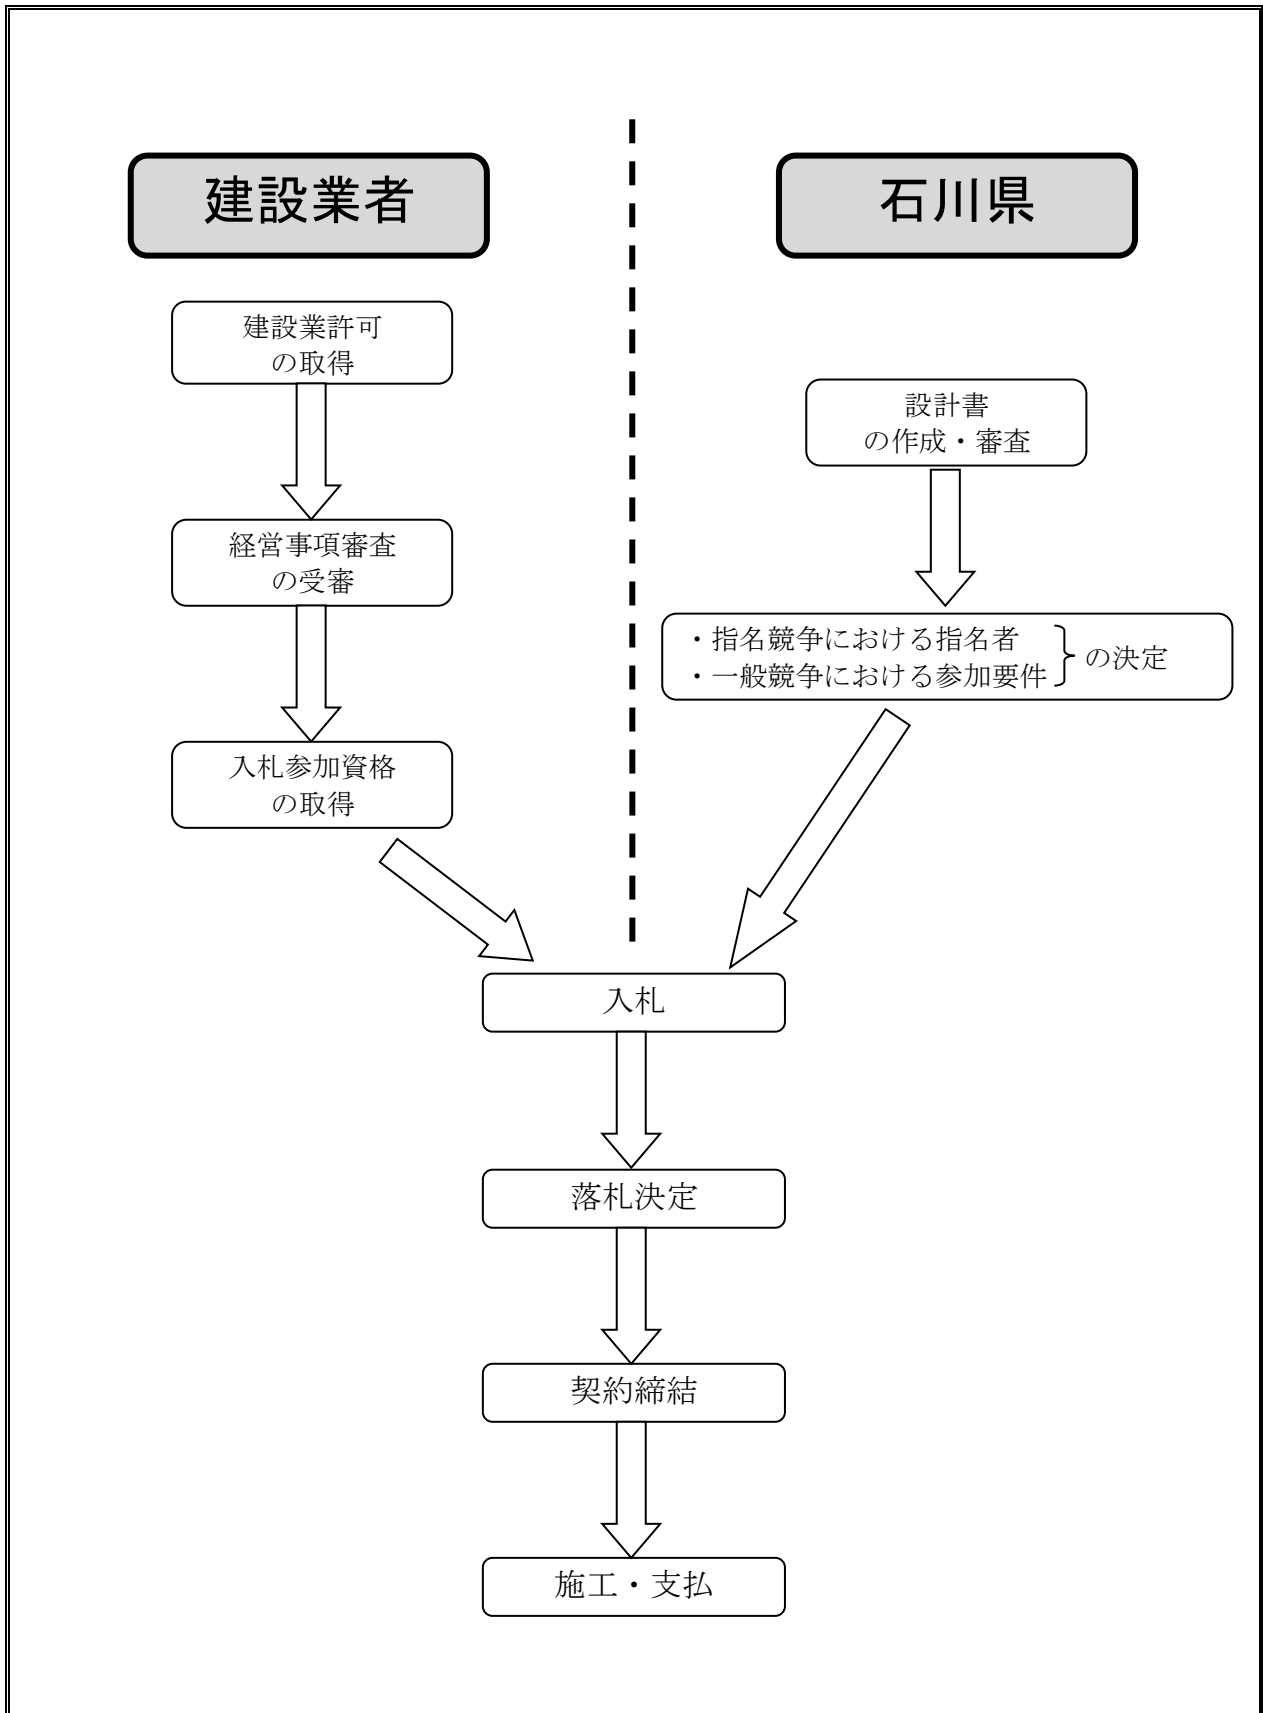 建設業者
石川県
建設業許可
の取得
設計書
の作成・審査
経営事項審査
の受審
・指名競争における指名者
・一般競争における参加要件
の決定
入札参加資格
の取得
入札
落札決定
契約締結
施工・支払